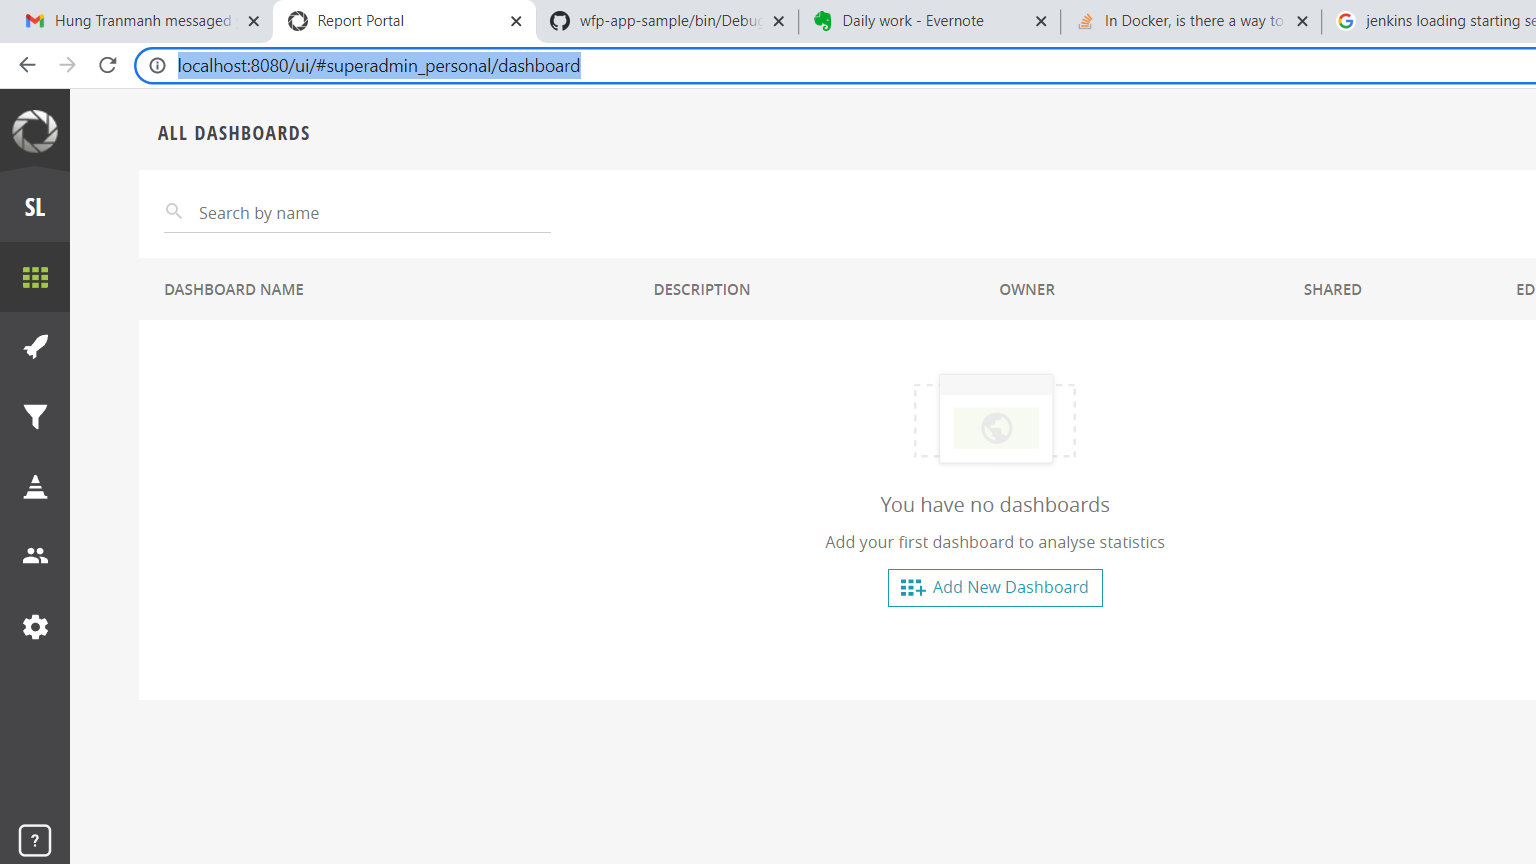 Hung Tranmanh messaged
Report Portal
wfp-app-sample/bin/Debug
Daily work - Evernote
In Docker, is there a way to
jenkins loading starting se
localhost:8080/ui/#superadmin_personal/dashboard
ALL DASHBOARDS
SL
Search by name
DASHBOARD NAME
DESCRIPTION
OWNER
SHARED
ED
You have no dashboards
Add your first dashboard to analyse statistics
Add New Dashboard
?